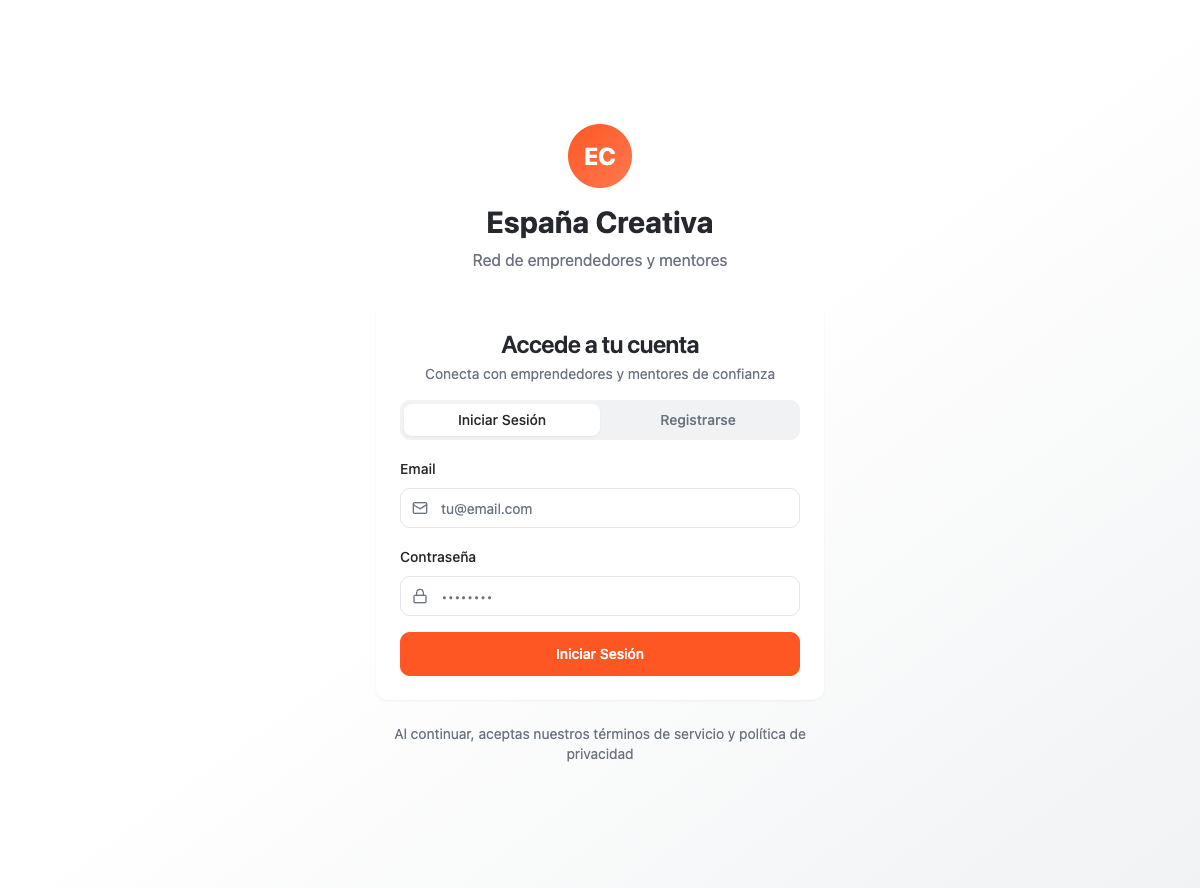 EC
España Creativa
Red de emprendedores y mentores
Accede a tu cuenta
Conecta con emprendedores y mentores de confianza
Iniciar Sesión
Registrarse
Email
tu@email.com
Contraseña
••••••••
Iniciar Sesión
Al continuar, aceptas nuestros términos de servicio y política de
privacidad